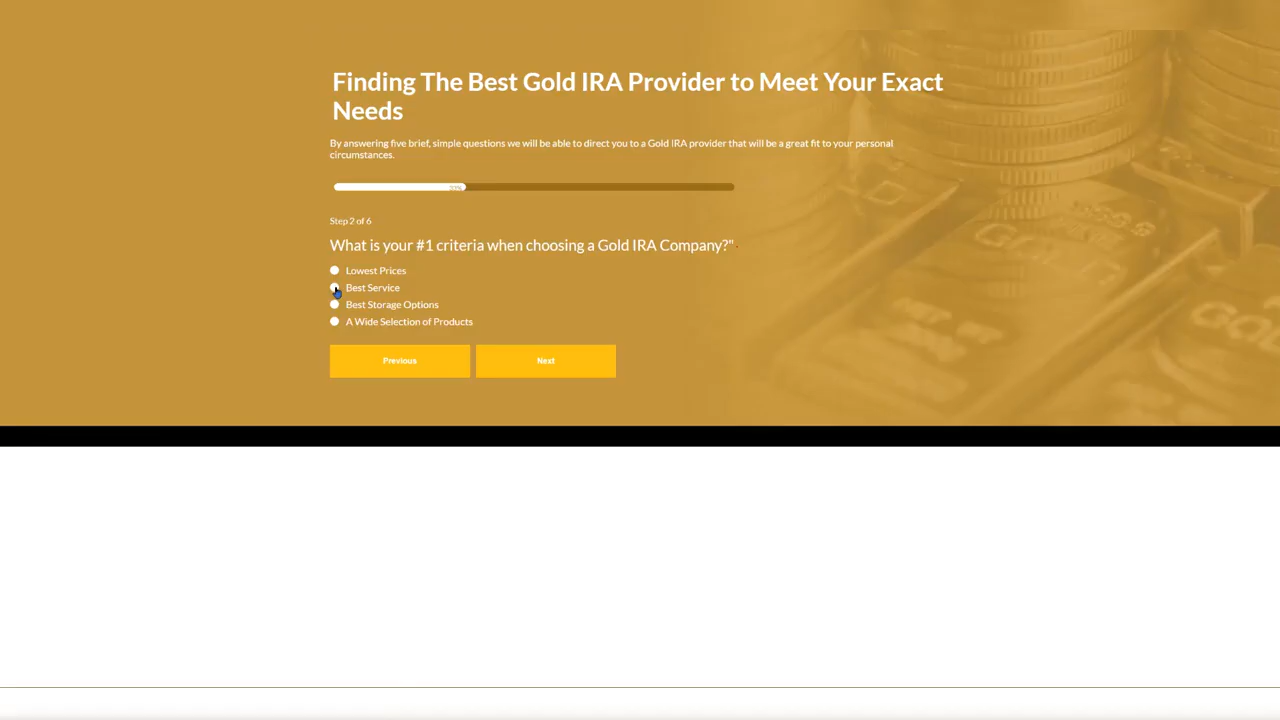 Finding The Best Gold IRA Provider to Meet Your Exact
Needs
By answering five brief, simple questions we will be able to direct you to a Gold IRA provider that will be a great fit to your personal
circumstances.
33%
Step 2 of 6
What is your #1 criteria when choosing a Gold IRA Company?"
Lowest Prices
Best Service
Best Storage Options
A Wide Selection of Products
Previous Next